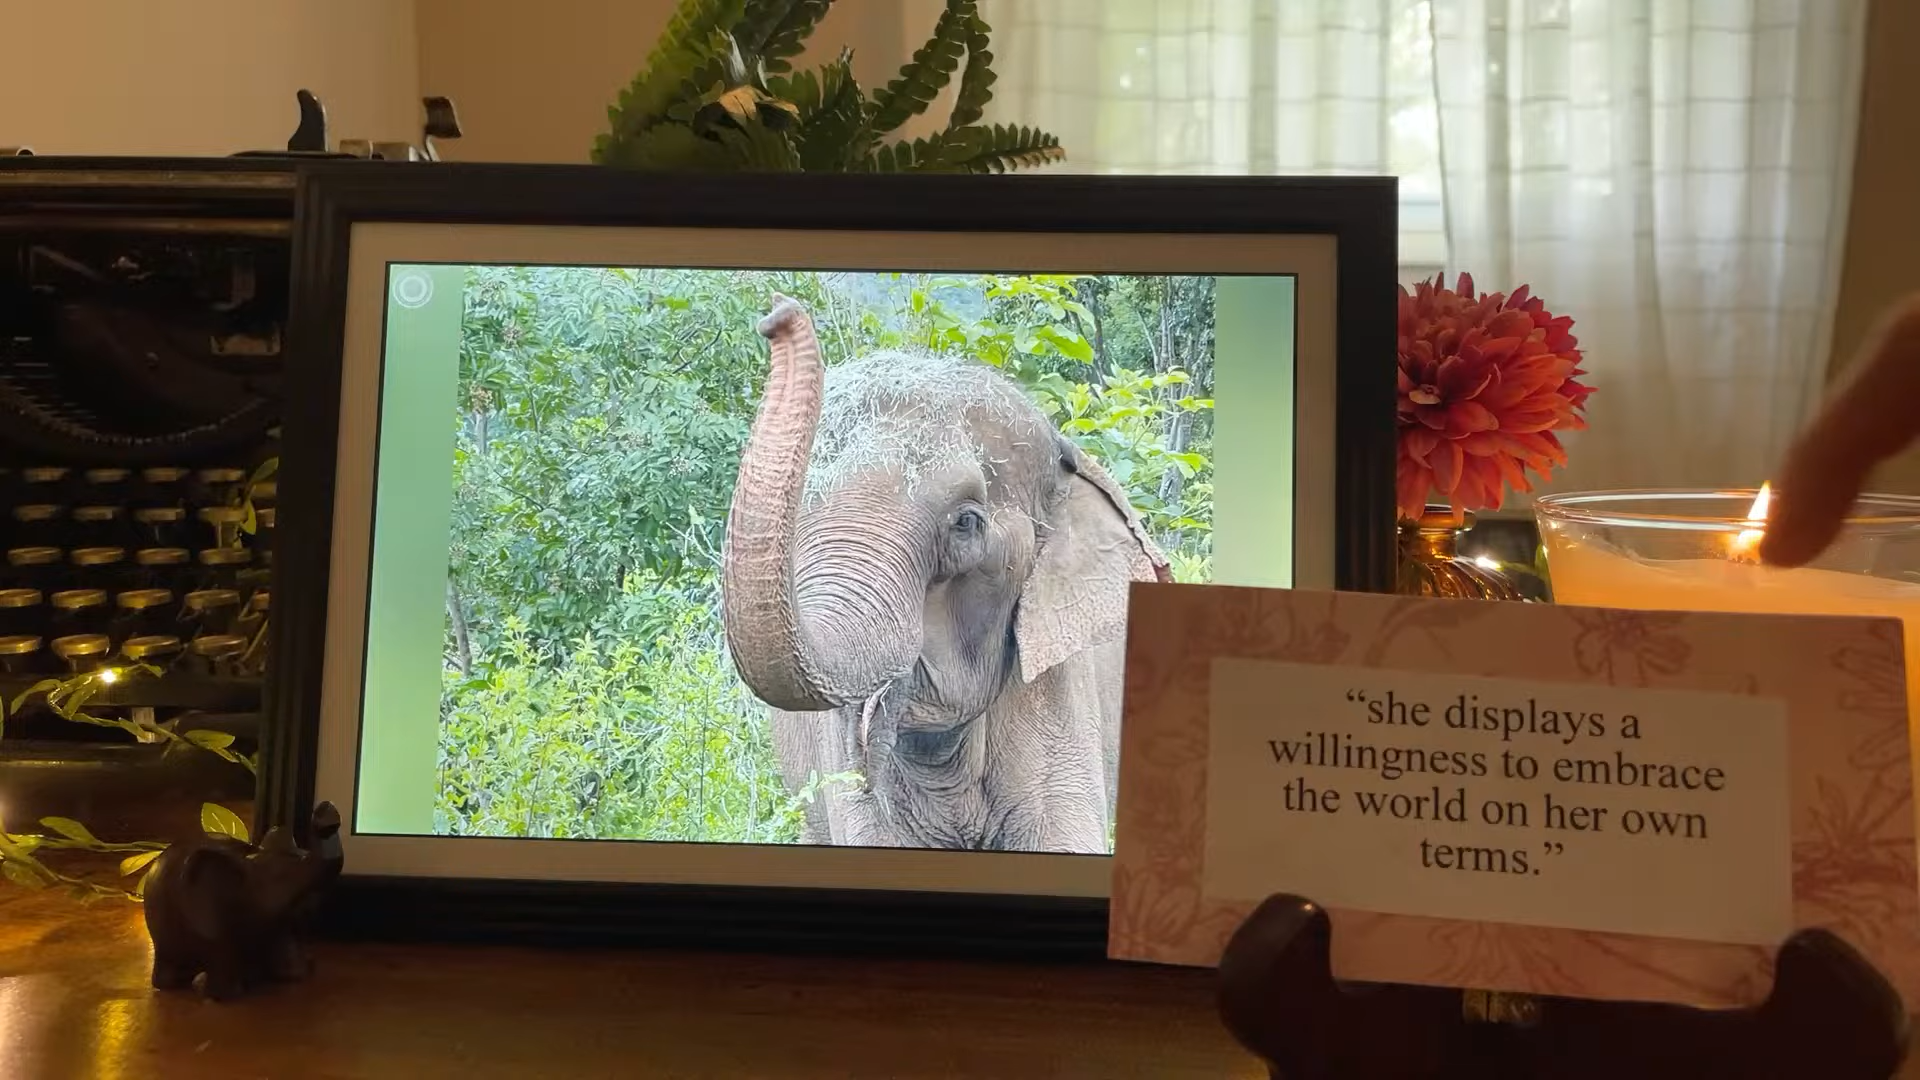 “she displays a
willingness to embrace
the world on her own
terms.”